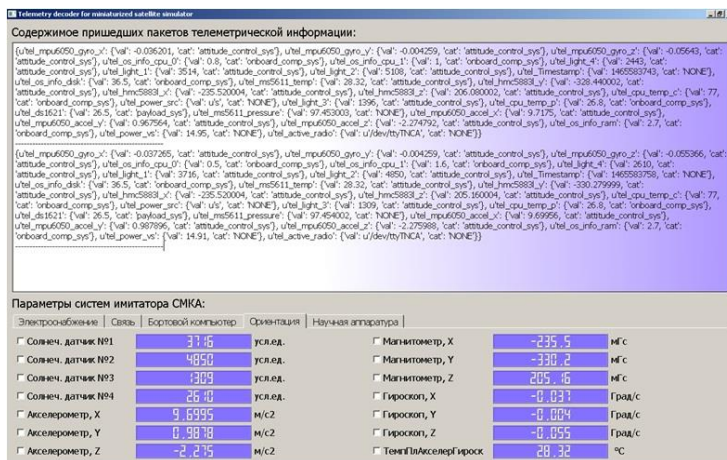 Telemetry decoder for miniaturized satellite simulator
Содержимое пришедших пакетов телеметрической информации:
{u'tel_mpu6050_gyro_x': {'val': -0.036201, 'cat': 'attitude_control_sys'}, u'tel_mpu6050_gyro_y': {'val': -0.004259, 'cat': 'attitude_control_sys'}, u'tel_mpu6050_gyro_z': {'val': -0.05643, 'cat':
'attitude_control_sys'}, u'tel_os_info_cpu_0': {'val': 0.8, 'cat': 'onboard_comp_sys'}, u'tel_os_info_cpu_1': {'val': 1, 'cat': 'onboard_comp_sys'}, u'tel_light_4': {'val': 2443, 'cat':
'attitude_control_sys'}, u'tel_light_1': {'val': 3514, 'cat': 'attitude_control_sys'}, u'tel_light_2': {'val': 5108, 'cat': 'attitude_control_sys'}, u'tel_Timestamp': {'val': 1465583743, 'cat': 'NONE'},
u'tel_os_info_dsk': {'val': 36.5, 'cat': 'onboard_comp_sys'}, u'tel_ms5611_temp': {'val': 28.32, 'cat': 'attitude_control_sys'}, u'tel_hmc5883l_y': {'val': -328.440002, 'cat':
'attitude_control_sys'}, u'tel_hmc5883l_x': {'val': -235.520004, 'cat': 'attitude_control_sys'}, u'tel_hmc5883l_z': {'val': 206.080002, 'cat': 'attitude_control_sys'}, u'tel_cpu_temp_c': {'val': 77,
'cat': 'onboard_comp_sys'}, u'tel_power_src': {'val': u's', 'cat': 'NONE'}, u'tel_light_3': {'val': 1396, 'cat': 'attitude_control_sys'}, u'tel_cpu_temp_p': {'val': 26.8, 'cat': 'onboard_comp_sys'},
u'tel_ds1621': {'val': 26.5, 'cat': 'payload_sys'}, u'tel_ms5611_pressure': {'val': 97.453003, 'cat': 'NONE'}, u'tel_mpu6050_accel_x': {'val': 9.7175, 'cat': 'attitude_control_sys'},
u'tel_mpu6050_accel_y': {'val': 0.967564, 'cat': 'attitude_control_sys'}, u'tel_mpu6050_accel_z': {'val': -2.274792, 'cat': 'attitude_control_sys'}, u'tel_os_info_ram': {'val': 2.7, 'cat':
'onboard_comp_sys'}, u'tel_power_vs': {'val': 14.95, 'cat': 'NONE'}, u'tel_active_radio': {'val': u'/dev/ttyTNCA', 'cat': 'NONE'}}
{u'tel_mpu6050_gyro_x': {'val': -0.037265, 'cat': 'attitude_control_sys'}, u'tel_mpu6050_gyro_y': {'val': -0.004259, 'cat': 'attitude_control_sys'}, u'tel_mpu6050_gyro_z': {'val': -0.055366, 'cat':
'attitude_control_sys'}, u'tel_os_info_cpu_0': {'val': 0.5, 'cat': 'onboard_comp_sys'}, u'tel_os_info_cpu_1': {'val': 1.6, 'cat': 'onboard_comp_sys'}, u'tel_light_4': {'val': 2610, 'cat':
'attitude_control_sys'}, u'tel_light_1': {'val': 3716, 'cat': 'attitude_control_sys'}, u'tel_light_2': {'val': 4850, 'cat': 'attitude_control_sys'}, u'tel_Timestamp': {'val': 1465583758, 'cat': 'NONE'},
u'tel_os_info_dsk': {'val': 36.5, 'cat': 'onboard_comp_sys'}, u'tel_ms5611_temp': {'val': 28.32, 'cat': 'attitude_control_sys'}, u'tel_hmc5883l_y': {'val': -330.279999, 'cat':
'attitude_control_sys'}, u'tel_hmc5883l_x': {'val': -235.520004, 'cat': 'attitude_control_sys'}, u'tel_hmc5883l_z': {'val': 205.160004, 'cat': 'attitude_control_sys'}, u'tel_cpu_temp_c': {'val': 77,
'cat': 'onboard_comp_sys'}, u'tel_power_src': {'val': u's', 'cat': 'NONE'}, u'tel_light_3': {'val': 1309, 'cat': 'attitude_control_sys'}, u'tel_cpu_temp_p': {'val': 26.8, 'cat': 'onboard_comp_sys'},
u'tel_ds1621': {'val': 26.5, 'cat': 'payload_sys'}, u'tel_ms5611_pressure': {'val': 97.454002, 'cat': 'NONE'}, u'tel_mpu6050_accel_x': {'val': 9.69956, 'cat': 'attitude_control_sys'},
u'tel_mpu6050_accel_y': {'val': 0.987896, 'cat': 'attitude_control_sys'}, u'tel_mpu6050_accel_z': {'val': -2.275988, 'cat': 'attitude_control_sys'}, u'tel_os_info_ram': {'val': 2.7, 'cat':
'onboard_comp_sys'}, u'tel_power_vs': {'val': 14.91, 'cat': 'NONE'}, u'tel_active_radio': {'val': u'/dev/ttyTNCA', 'cat': 'NONE'}}
Параметры систем имитатора СМКА:
Электроснабжение Связь Бортовой компьютер Ориентация Научная аппаратура
Солнеч. датчик №1 3716 усл.ед. Магнитометр, X -235.5 мГс
Солнеч. датчик №2 4850 усл.ед. Магнитометр, Y -330.2 мГс
Солнеч. датчик №3 1309 усл.ед. Магнитометр, Z 205.16 мГс
Солнеч. датчик №4 2610 усл.ед. Гироскоп, X -0.037 Град/с
Акселерометр, X 9.6995 м/с2 Гироскоп, Y -0.004 Град/с
Акселерометр, Y 0.9878 м/с2 Гироскоп, Z -0.055 Град/с
Акселерометр, Z -2.275 м/с2 ТемпПлАкселерГироск 28.32 °C